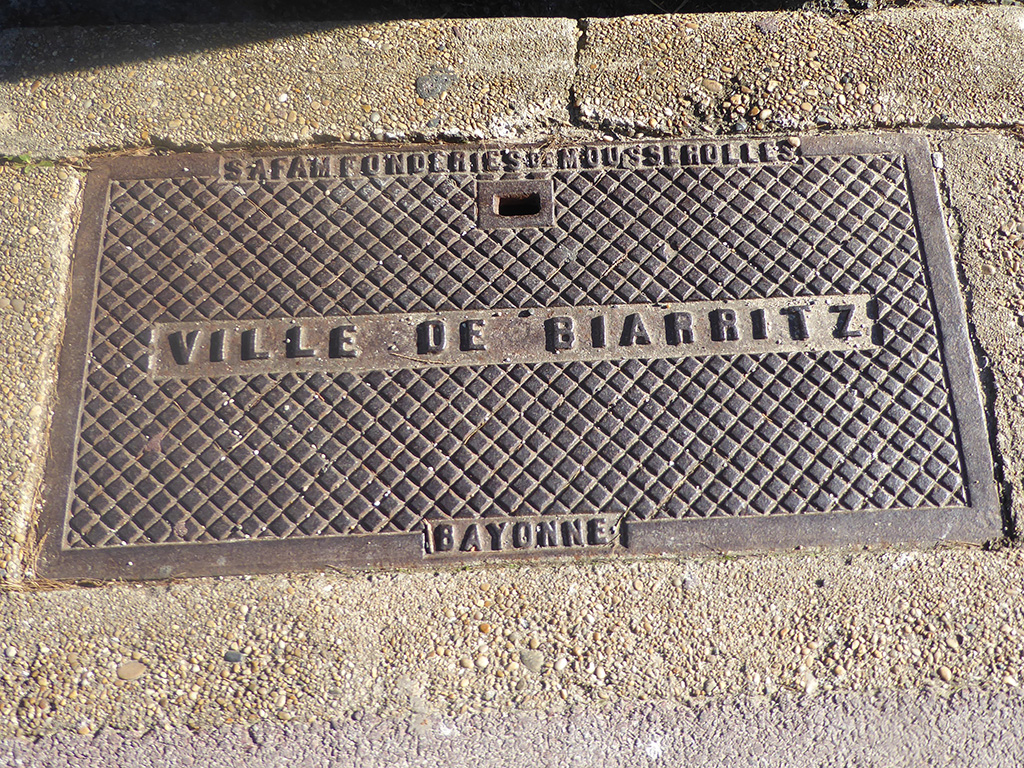 SAFAM FONDERIES DE MOUSSEROLLES
VILLE DE BIARRITZ
BAYONNE